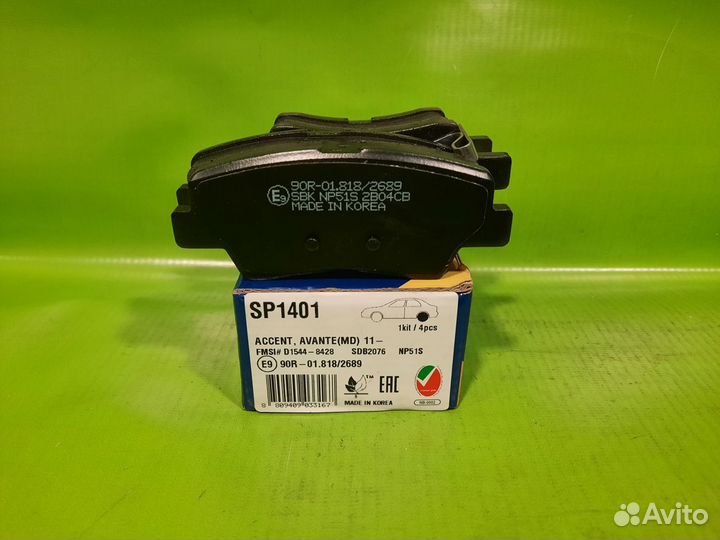 90R-01.818/2689
E9 SBK NP51S 2B04CB
MADE IN KOREA
SP1401
1kit / 4pcs
ACCENT, AVANTE(MD) 11-
FMSI# D1544-8428 SDB2076 NP51S
E9 90R-01.818/2689
TM EAC
8 809409 033167
MADE IN KOREA
Avito